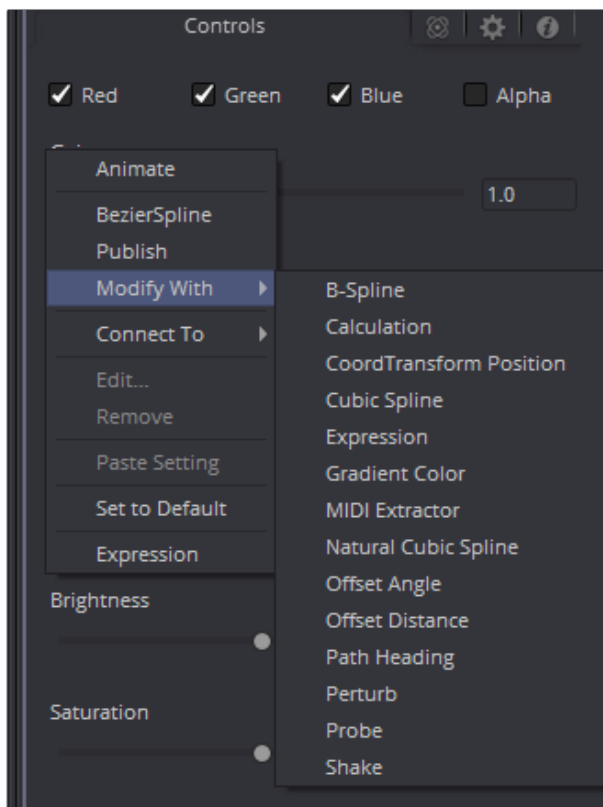 Controls
Red Green Blue Alpha
1.0
Animate
BezierSpline
Publish
Modify With
Connect To
Edit...
Remove
Paste Setting
Set to Default
Expression
B-Spline
Calculation
CoordTransform Position
Cubic Spline
Expression
Gradient Color
MIDI Extractor
Natural Cubic Spline
Offset Angle
Offset Distance
Path Heading
Perturb
Probe
Shake
Brightness
Saturation